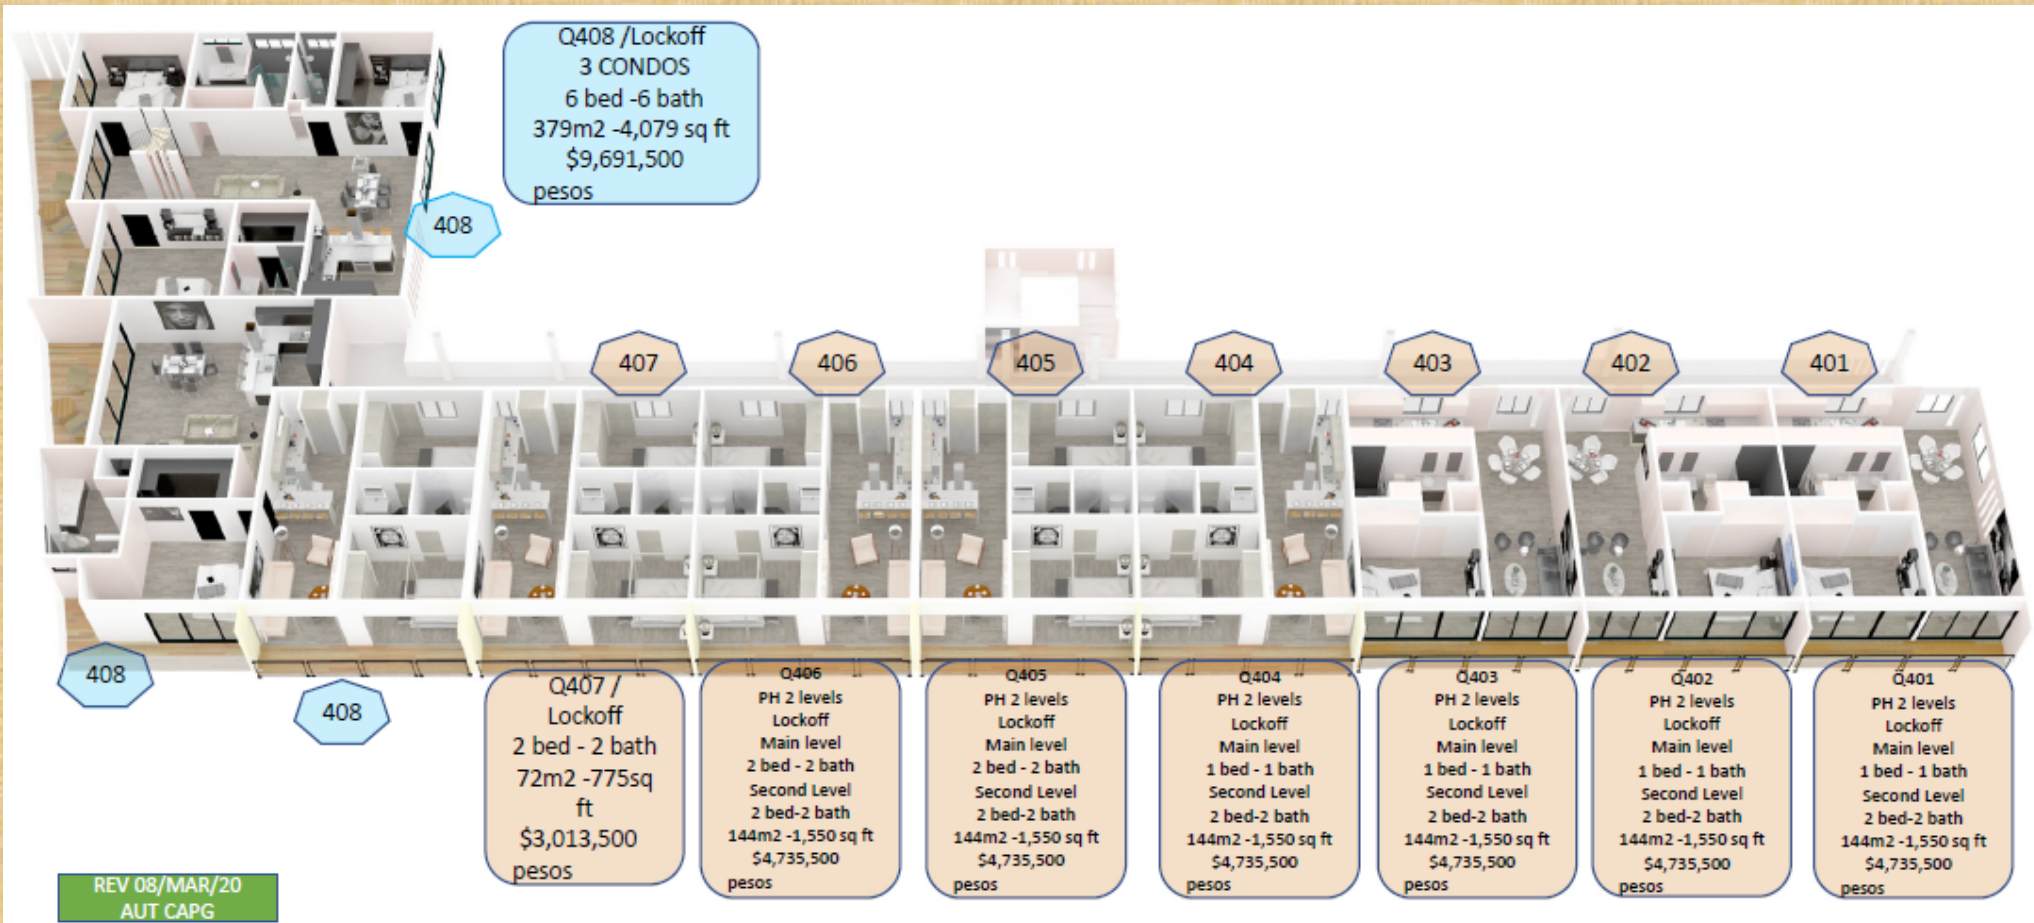 Q408 /Lockoff
3 CONDOS
6 bed -6 bath
379m2 -4,079 sq ft
$9,691,500
pesos
408
407
406
405
404
403
402
401
408
408
Q407 /
Lockoff
2 bed - 2 bath
72m2 -775sq
ft
$3,013,500
pesos
Q406
PH 2 levels
Lockoff
Main level
2 bed - 2 bath
Second Level
2 bed-2 bath
144m2 -1,550 sq ft
$4,735,500
pesos
Q405
PH 2 levels
Lockoff
Main level
2 bed - 2 bath
Second Level
2 bed-2 bath
144m2 -1,550 sq ft
$4,735,500
pesos
Q404
PH 2 levels
Lockoff
Main level
1 bed - 1 bath
Second Level
2 bed-2 bath
144m2 -1,550 sq ft
$4,735,500
pesos
Q403
PH 2 levels
Lockoff
Main level
1 bed - 1 bath
Second Level
2 bed-2 bath
144m2 -1,550 sq ft
$4,735,500
pesos
Q402
PH 2 levels
Lockoff
Main level
1 bed - 1 bath
Second Level
2 bed-2 bath
144m2 -1,550 sq ft
$4,735,500
pesos
Q401
PH 2 levels
Lockoff
Main level
1 bed - 1 bath
Second Level
2 bed-2 bath
144m2 -1,550 sq ft
$4,735,500
pesos
REV 08/MAR/20
AUT CAPG